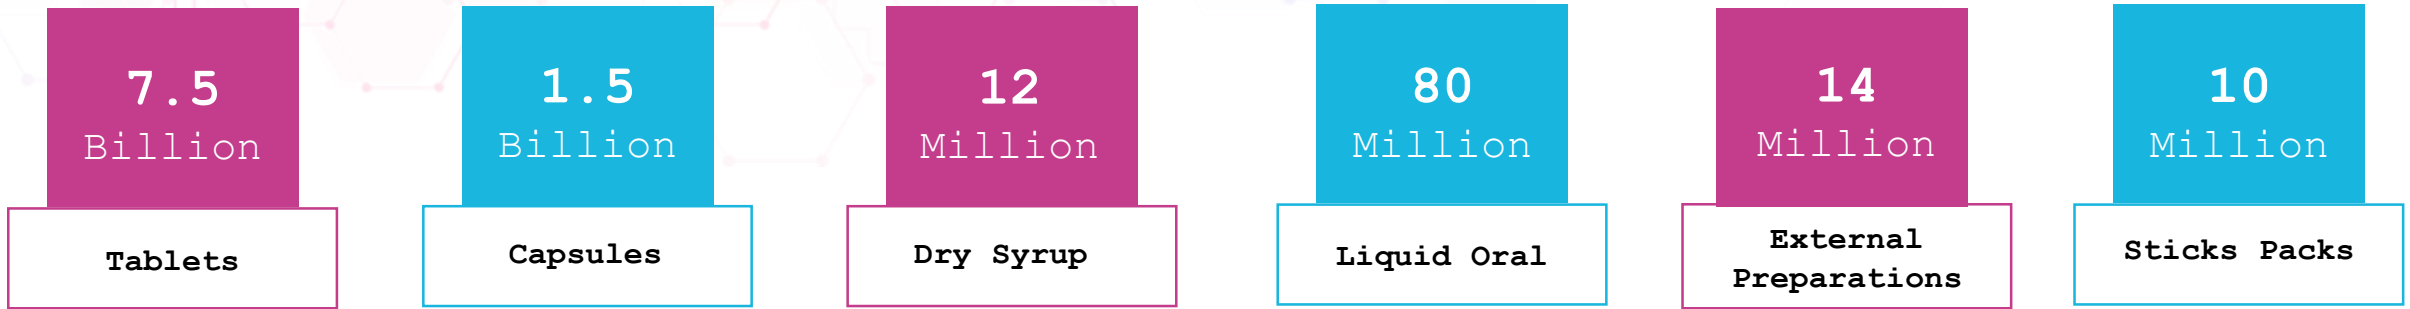 7.5
Billion
Tablets
1.5
Billion
Capsules
12
Million
Dry Syrup
80
Million
Liquid Oral
14
Million
External
Preparations
10
Million
Sticks Packs